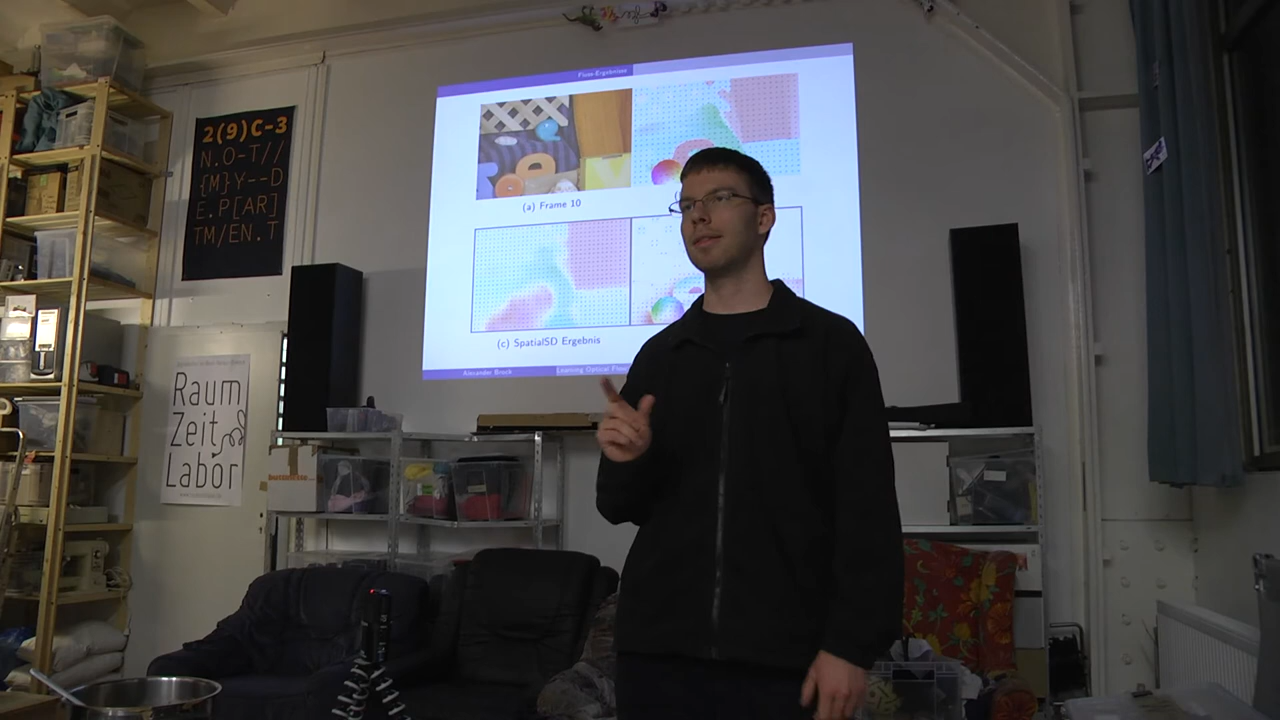 2(9)C-3
N.O-T//
{M}Y--D
E.P[AR]
TM/EN.T
Raum
Zeit
Labor
Fluss-Ergebnisse
(a) Frame 10
(c) SpatialSD Ergebnis
Alexander Brock
Learning Optical Flow